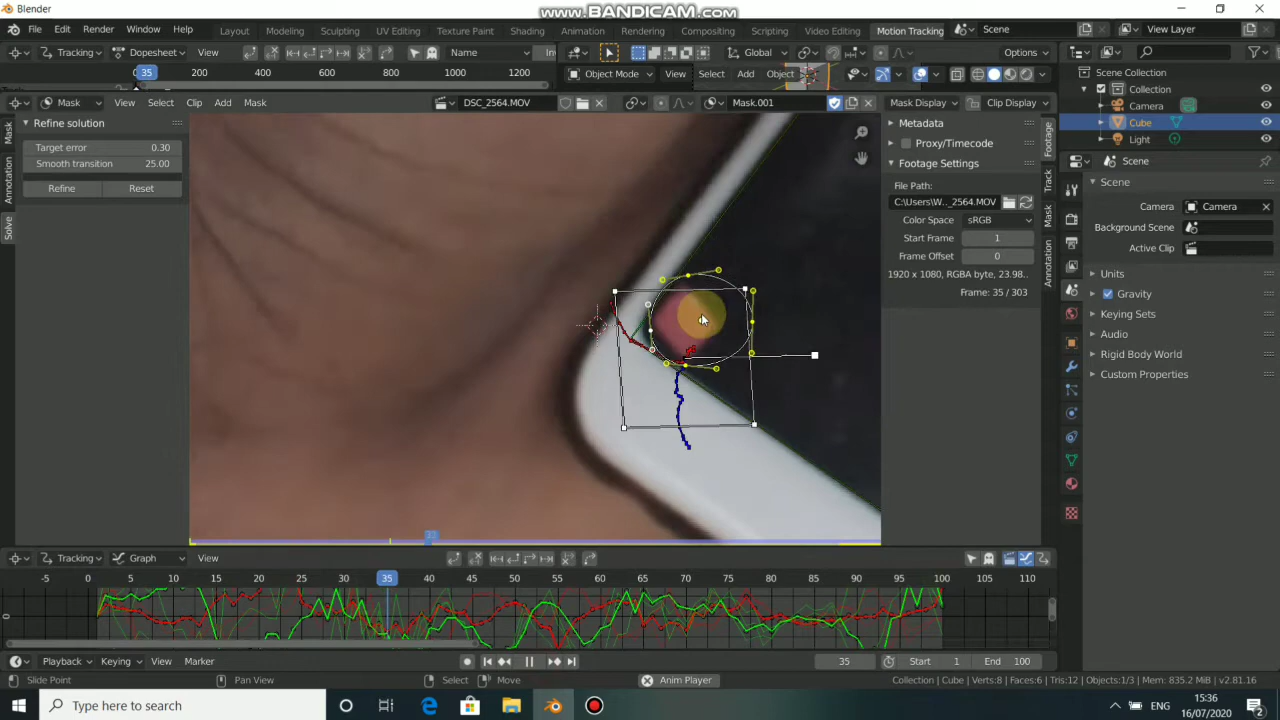 Blender
www.BANDICAM.com
File Edit Render Window Help Layout Modeling Sculpting UV Editing Texture Paint Shading Animation Rendering Compositing Scripting Video Editing Motion Tracking Scene View Layer
Tracking Dopesheet View Name Global Options
35 200 400 600 800 1000 1200 Object Mode View Select Add Object Scene Collection
Collection
Mask View Select Clip Add Mask DSC_2564.MOV Mask.001 Mask Display Clip Display Camera
Refine solution Metadata Cube
Light
Target error 0.30 Proxy/Timecode
Smooth transition 25.00 Footage Settings Scene
Refine Reset File Path: Scene
C:\Users\W.._2564.MOV Camera Camera
Color Space sRGB Background Scene
Start Frame 1 Active Clip
Frame Offset 0
1920 x 1080, RGBA byte, 23.98.. Units
Frame: 35 / 303 Gravity
Keying Sets
Audio
Rigid Body World
Custom Properties
Mask
Annotation
Solve
Footage
Track
Mask
Annotation
Tracking Graph View
-5 0 5 10 15 20 25 30 35 40 45 50 55 60 65 70 75 80 85 90 95 100 105 110
0
Playback Keying View Marker 35 Start 1 End 100
Slide Point Pan View Select Move Anim Player Collection | Cube | Verts:8 | Faces:6 | Tris:12 | Objects:1/3 | Mem: 835.2 MiB | v2.81.16
Type here to search ENG 15:36
16/07/2020 2